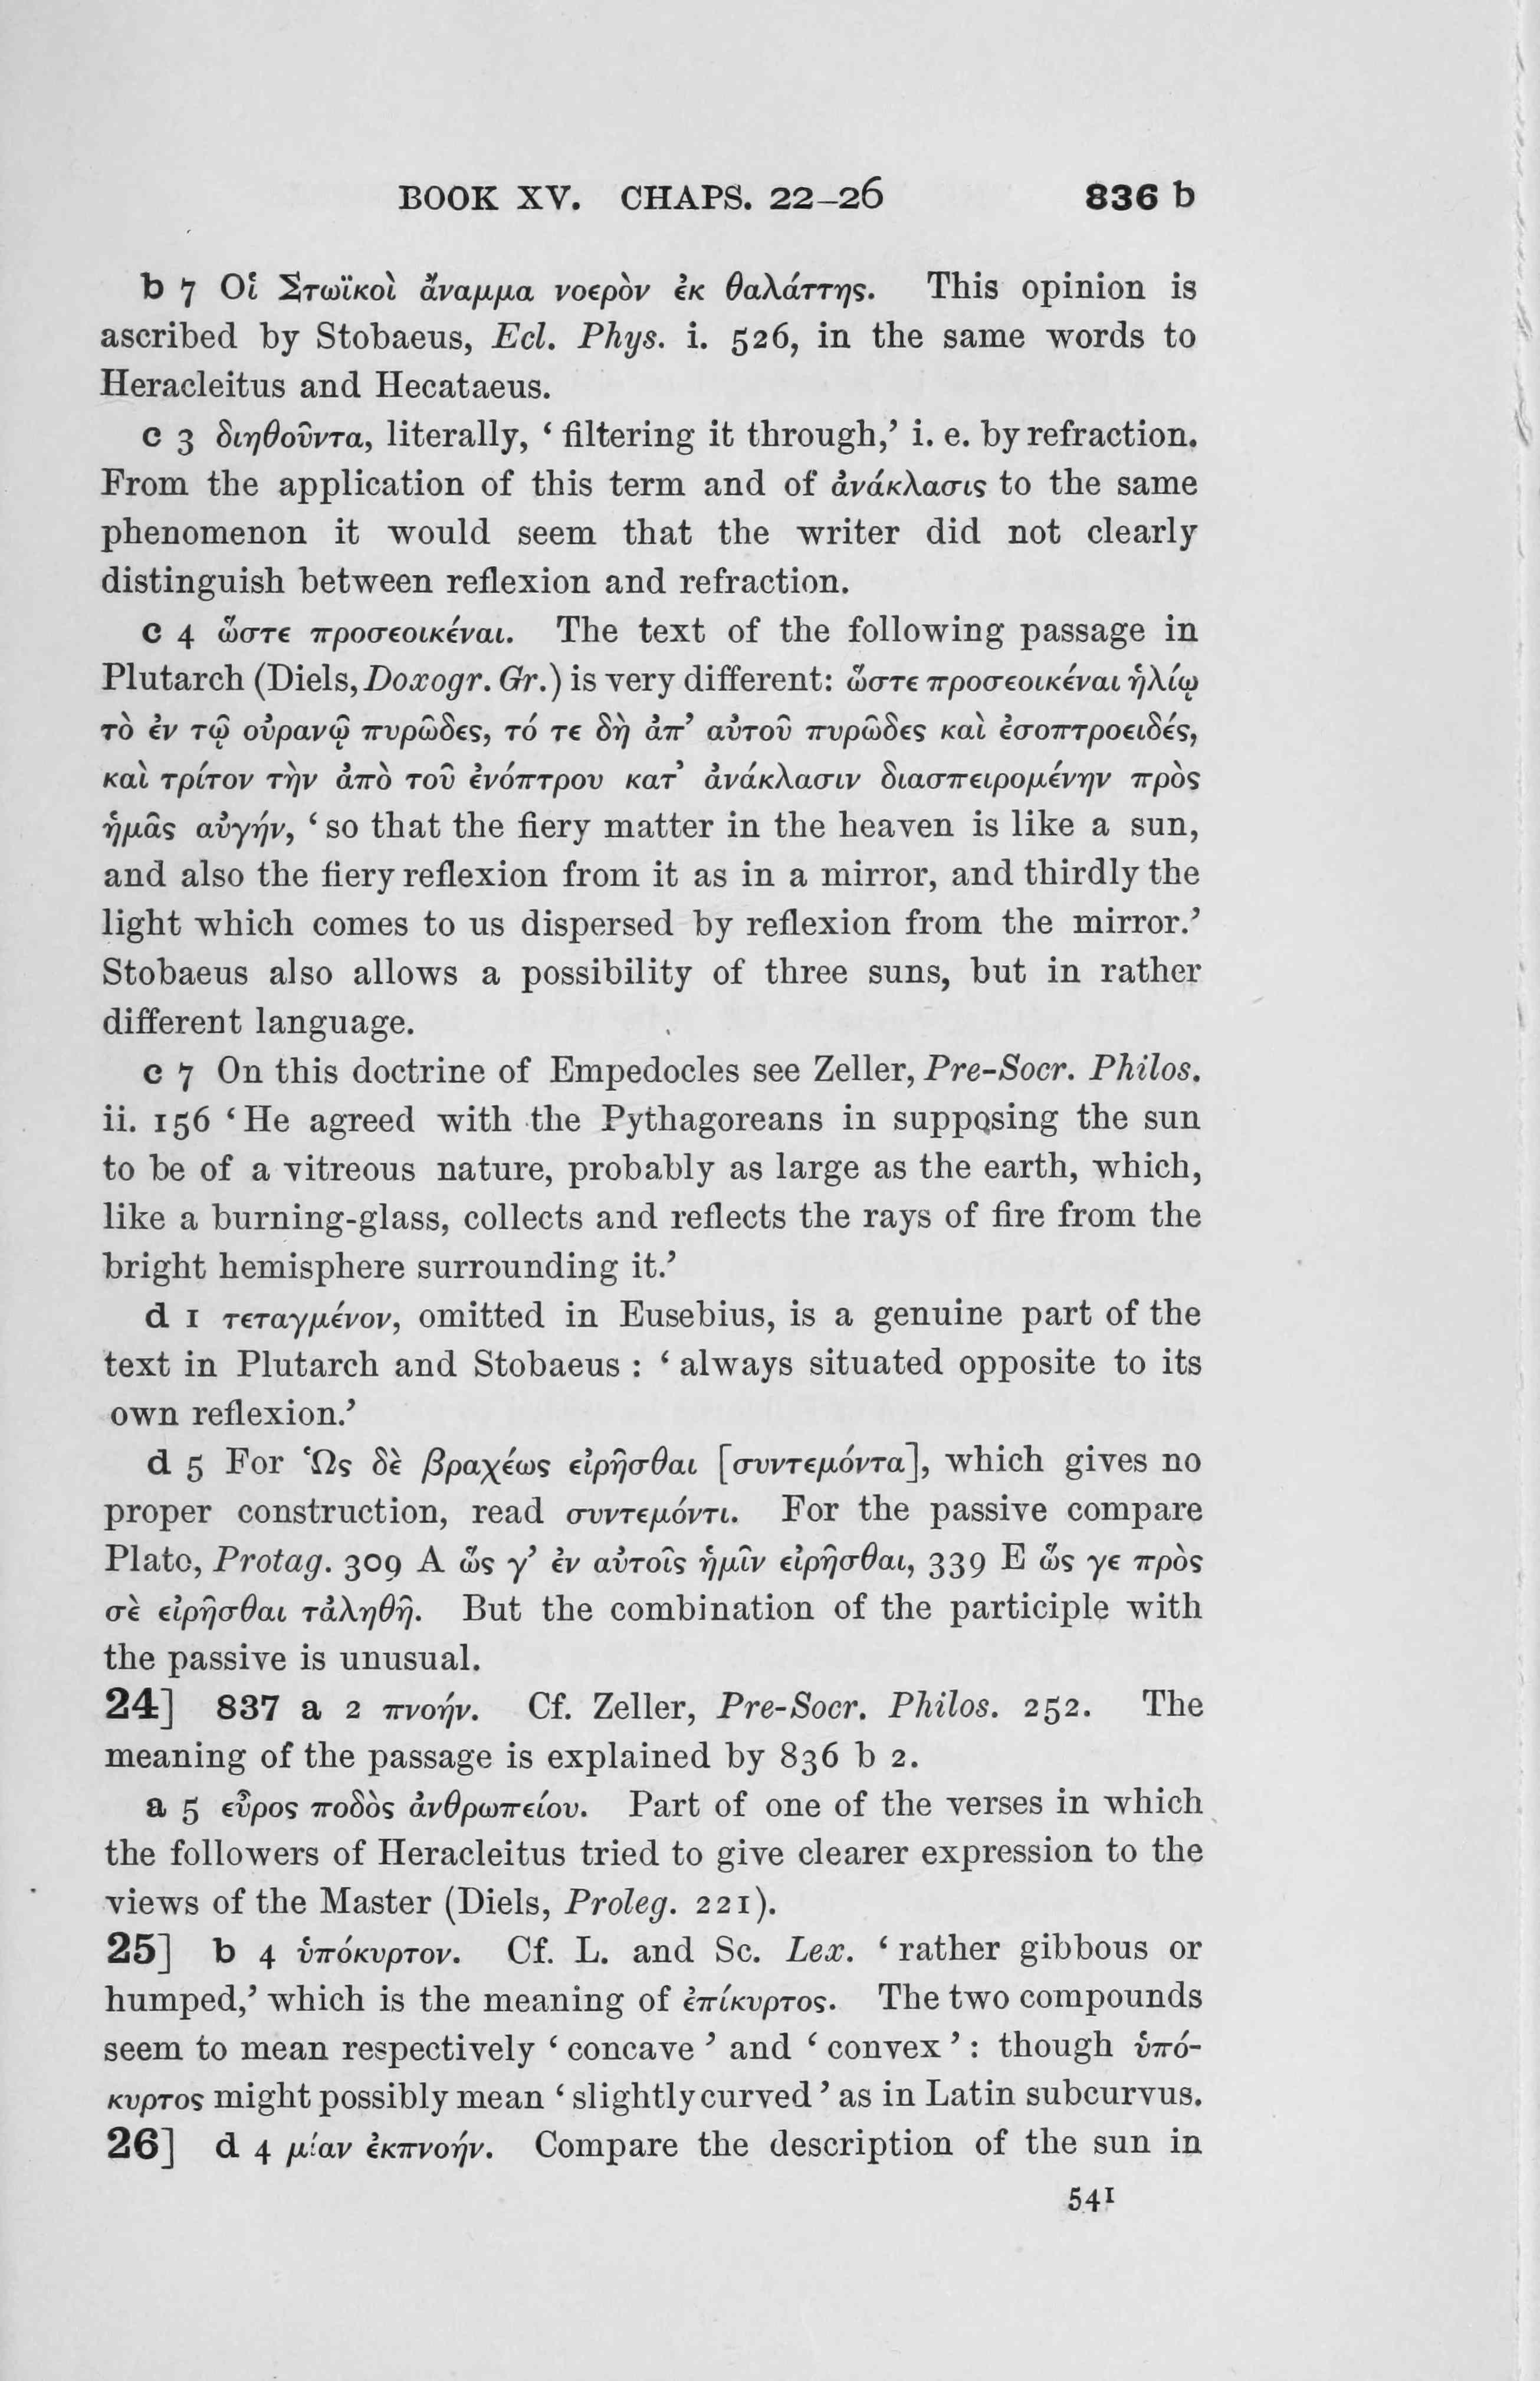 BOOK XV. CHAPS. 22–26 836 b
b 7 Οἱ Στωϊκοὶ ἄναμμα νοερὸν ἐκ θαλάττης. This opinion is
ascribed by Stobaeus, Ecl. Phys. i. 526, in the same words to
Heracleitus and Hecataeus.
c 3 διηθοῦντα, literally, ‘ filtering it through,’ i. e. by refraction.
From the application of this term and of ἀνάκλασις to the same
phenomenon it would seem that the writer did not clearly
distinguish between reflexion and refraction.
c 4 ὥστε προσεοικέναι. The text of the following passage in
Plutarch (Diels, Doxogr. Gr.) is very different: ὥστε προσεοικέναι ἡλίῳ
τὸ ἐν τῷ οὐρανῷ πυρῶδες, τό τε δὴ ἀπ’ αὐτοῦ πυρῶδες καὶ ἐσοπτροειδές,
καὶ τρίτον τὴν ἀπὸ τοῦ ἐνόπτρου κατ’ ἀνάκλασιν διασπειρομένην πρὸς
ἡμᾶς αὐγήν, ‘ so that the fiery matter in the heaven is like a sun,
and also the fiery reflexion from it as in a mirror, and thirdly the
light which comes to us dispersed by reflexion from the mirror.’
Stobaeus also allows a possibility of three suns, but in rather
different language.
c 7 On this doctrine of Empedocles see Zeller, Pre-Socr. Philos.
ii. 156 ‘ He agreed with the Pythagoreans in supposing the sun
to be of a vitreous nature, probably as large as the earth, which,
like a burning-glass, collects and reflects the rays of fire from the
bright hemisphere surrounding it.’
d 1 τεταγμένον, omitted in Eusebius, is a genuine part of the
text in Plutarch and Stobaeus : ‘ always situated opposite to its
own reflexion.’
d 5 For Ὡς δὲ βραχέως εἰρῆσθαι [συντεμόντα], which gives no
proper construction, read συντεμόντι. For the passive compare
Plato, Protag. 309 A ὥς γ’ ἐν αὐτοῖς ἡμῖν εἰρῆσθαι, 339 E ὥς γε πρὸς
σὲ εἰρῆσθαι τἀληθῆ. But the combination of the participle with
the passive is unusual.
24] 837 a 2 πνοήν. Cf. Zeller, Pre-Socr. Philos. 252. The
meaning of the passage is explained by 836 b 2.
a 5 εὖρος ποδὸς ἀνθρωπείου. Part of one of the verses in which
the followers of Heracleitus tried to give clearer expression to the
views of the Master (Diels, Proleg. 221).
25] b 4 ὑπόκυρτον. Cf. L. and Sc. Lex. ‘ rather gibbous or
humped,’ which is the meaning of ἐπίκυρτος. The two compounds
seem to mean respectively ‘ concave ’ and ‘ convex ’ : though ὑπό-
κυρτος might possibly mean ‘ slightly curved ’ as in Latin subcurvus.
26] d 4 μίαν ἐκπνοήν. Compare the description of the sun in
541